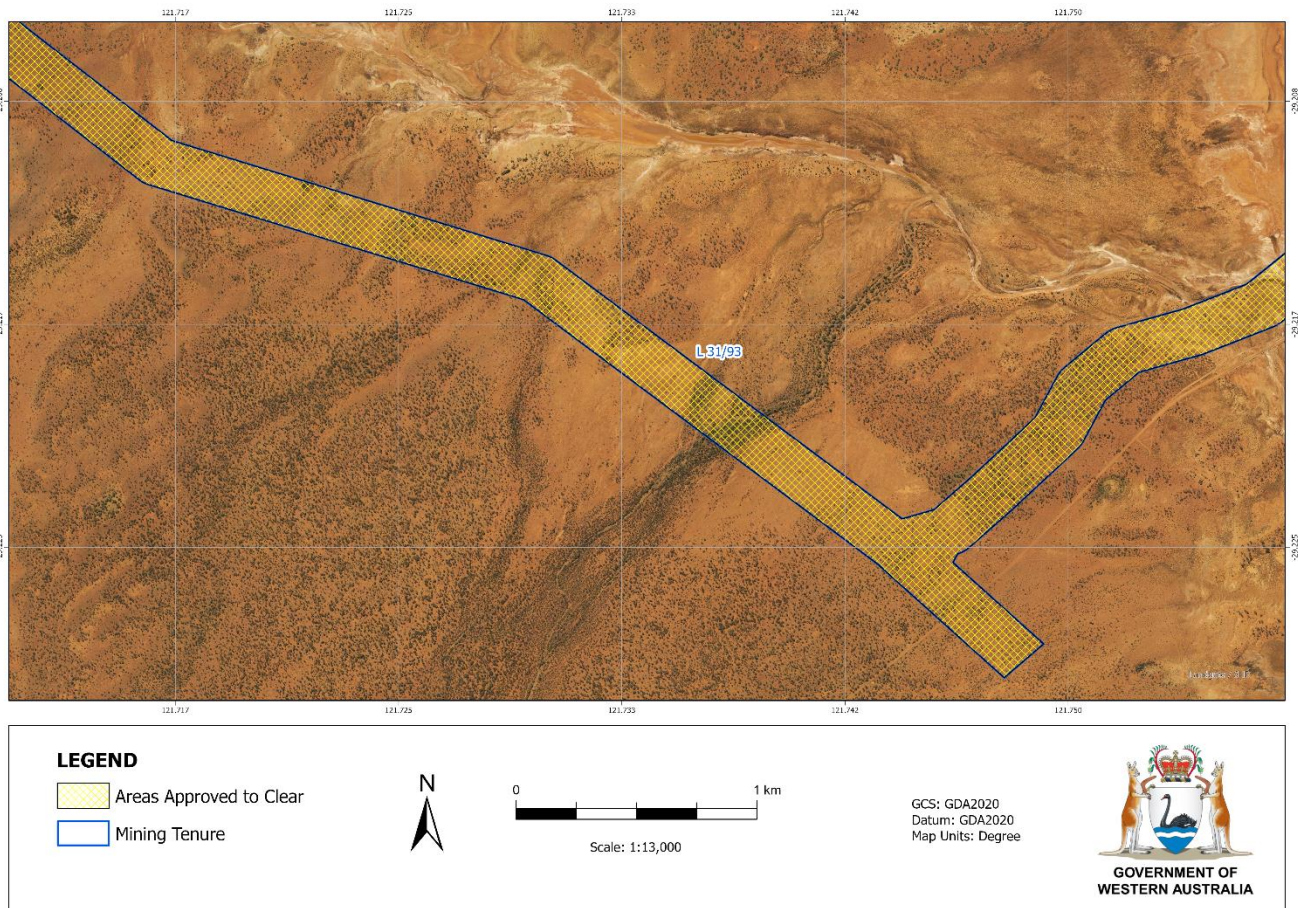 121.717 121.725 121.733 121.742 121.750
-29.208
L 31/93
-29.217
-29.225
121.717 121.725 121.733 121.742 121.750
LEGEND
Areas Approved to Clear
Mining Tenure
N
0 1 km
Scale: 1:13,000
GCS: GDA2020
Datum: GDA2020
Map Units: Degree
GOVERNMENT OF
WESTERN AUSTRALIA